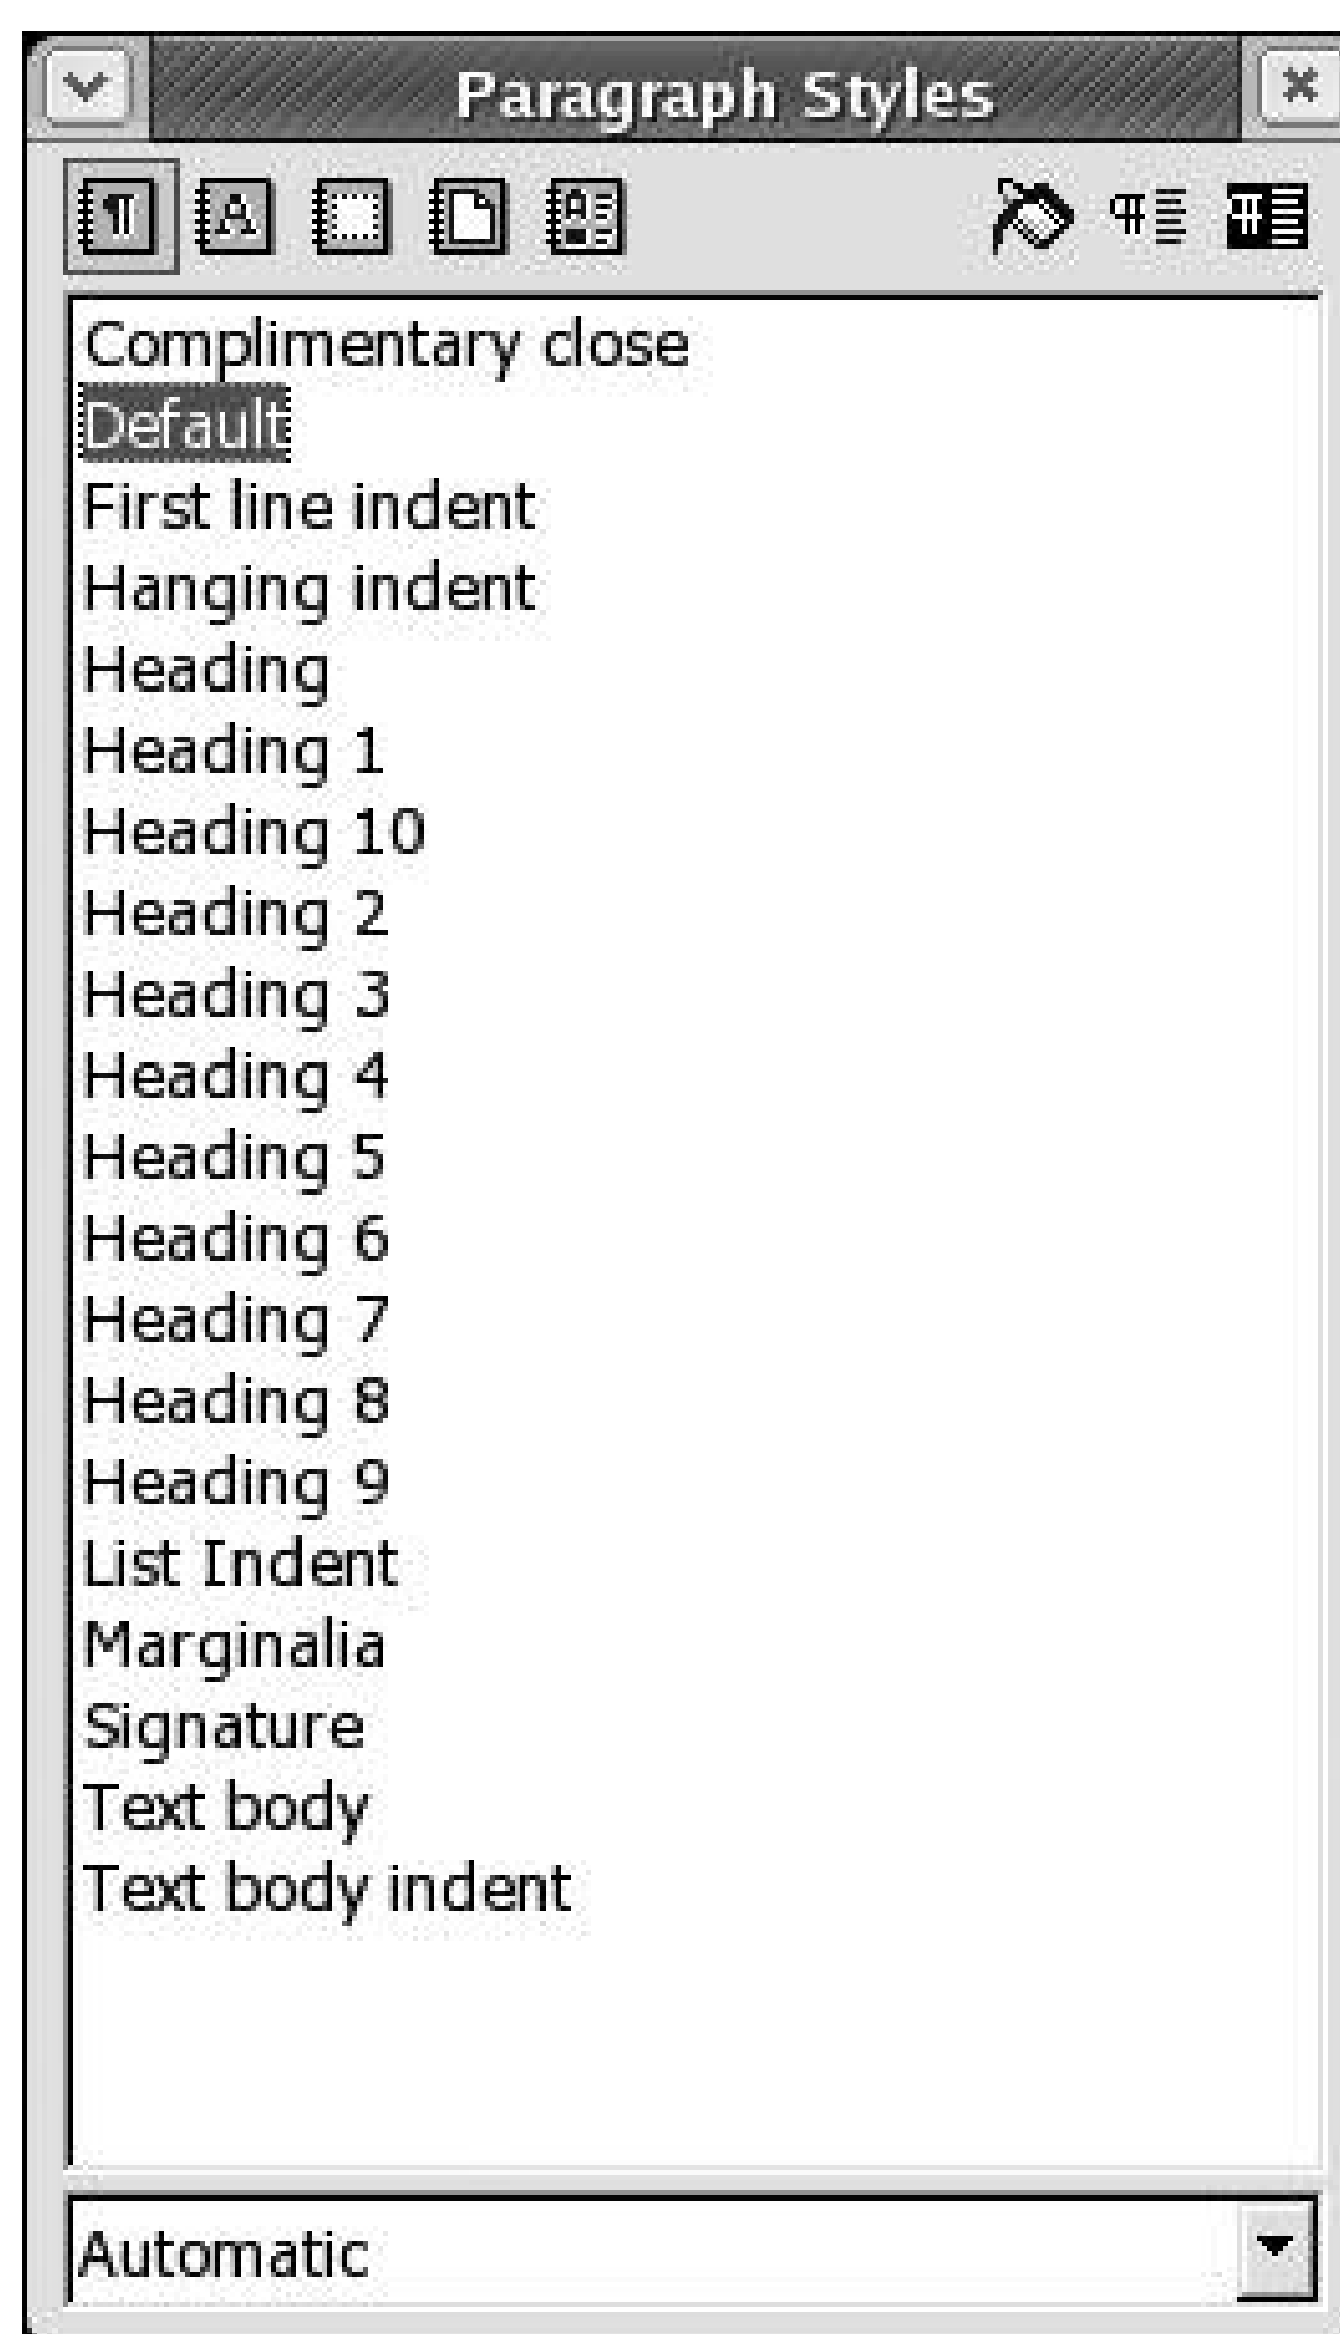 Paragraph Styles
Complimentary close
Default
First line indent
Hanging indent
Heading
Heading 1
Heading 10
Heading 2
Heading 3
Heading 4
Heading 5
Heading 6
Heading 7
Heading 8
Heading 9
List Indent
Marginalia
Signature
Text body
Text body indent
Automatic